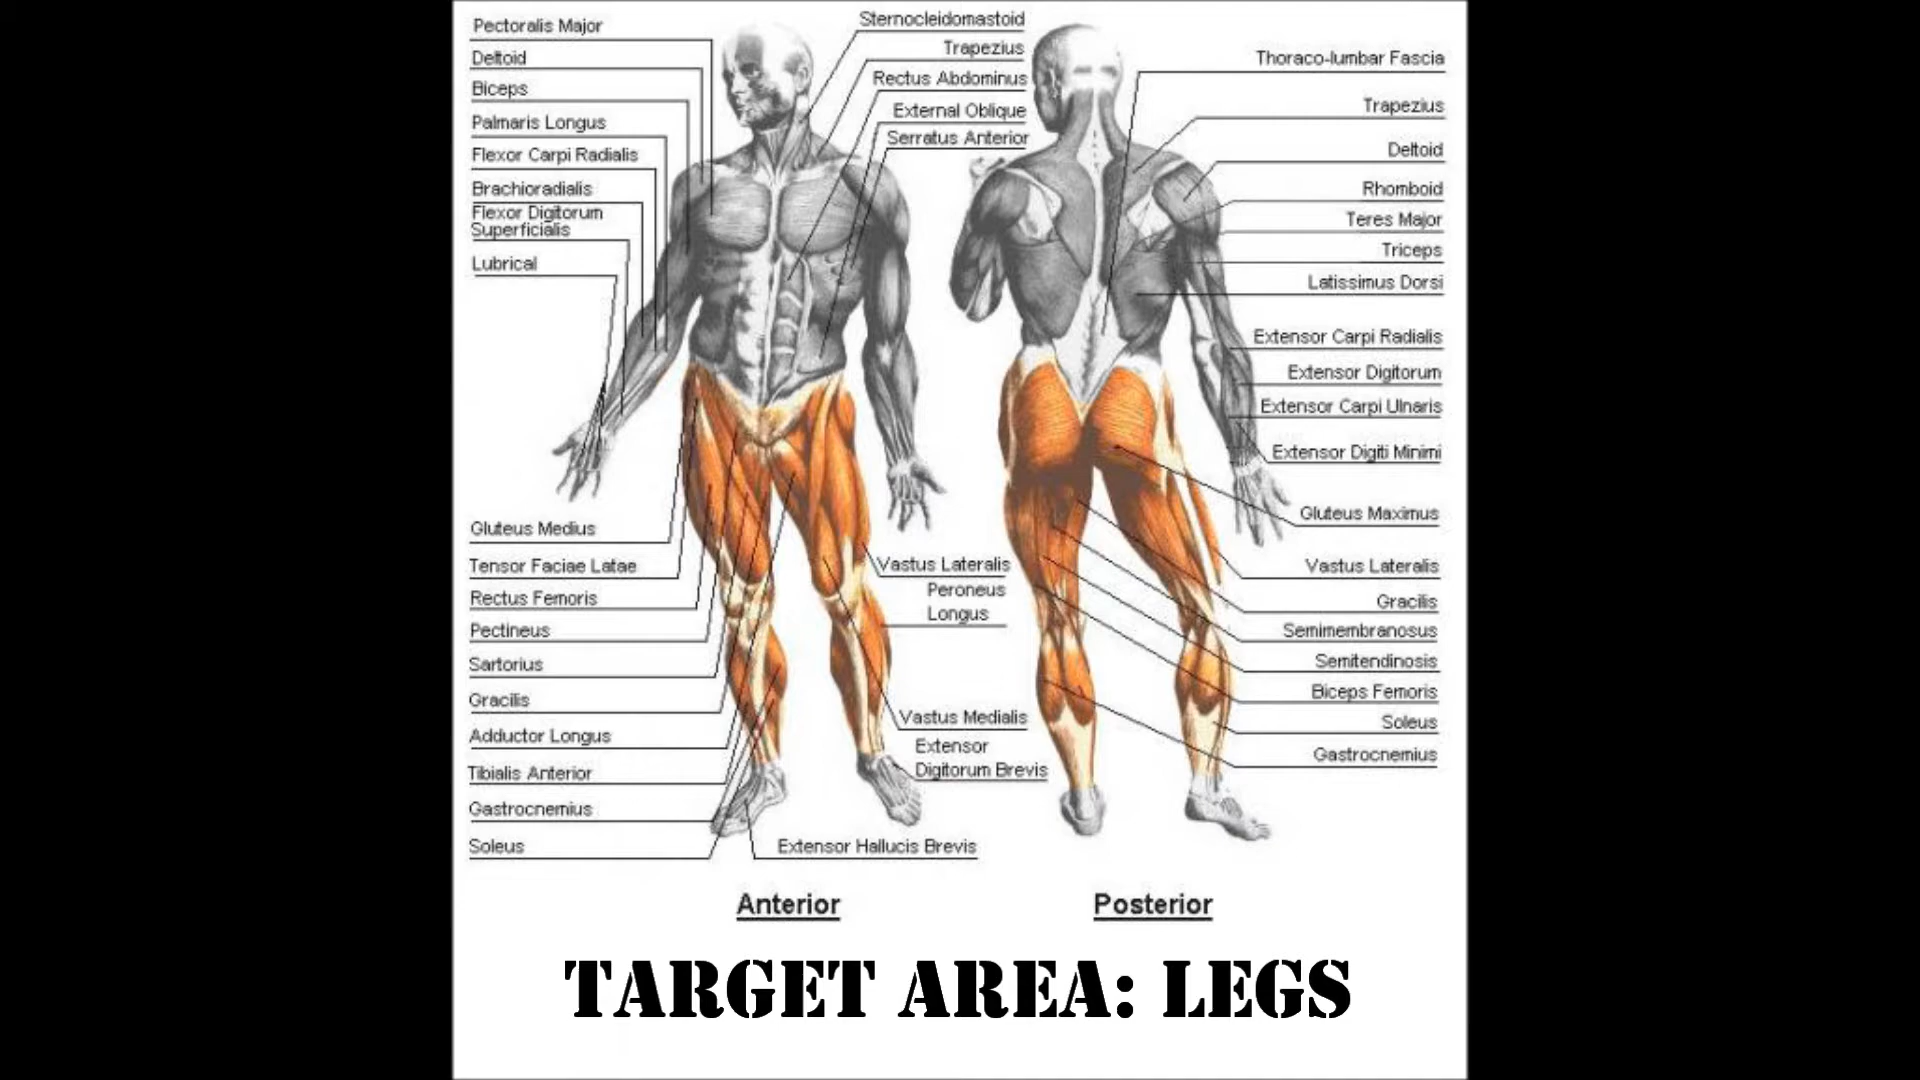 Pectoralis Major
Deltoid
Biceps
Palmaris Longus
Flexor Carpi Radialis
Brachioradialis
Flexor Digitorum
Superficialis
Lubrical
Sternocleidomastoid
Trapezius
Rectus Abdominus
External Oblique
Serratus Anterior
Thoraco-lumbar Fascia
Trapezius
Deltoid
Rhomboid
Teres Major
Triceps
Latissimus Dorsi
Extensor Carpi Radialis
Extensor Digitorum
Extensor Carpi Ulnaris
Extensor Digiti Minimi
Gluteus Medius
Tensor Faciae Latae
Rectus Femoris
Pectineus
Sartorius
Gracilis
Adductor Longus
Tibialis Anterior
Gastrocnemius
Soleus
Vastus Lateralis
Peroneus
Longus
Vastus Medialis
Extensor
Digitorum Brevis
Extensor Hallucis Brevis
Gluteus Maximus
Vastus Lateralis
Gracilis
Semimembranosus
Semitendinosis
Biceps Femoris
Soleus
Gastrocnemius
Anterior
Posterior
TARGET AREA: LEGS